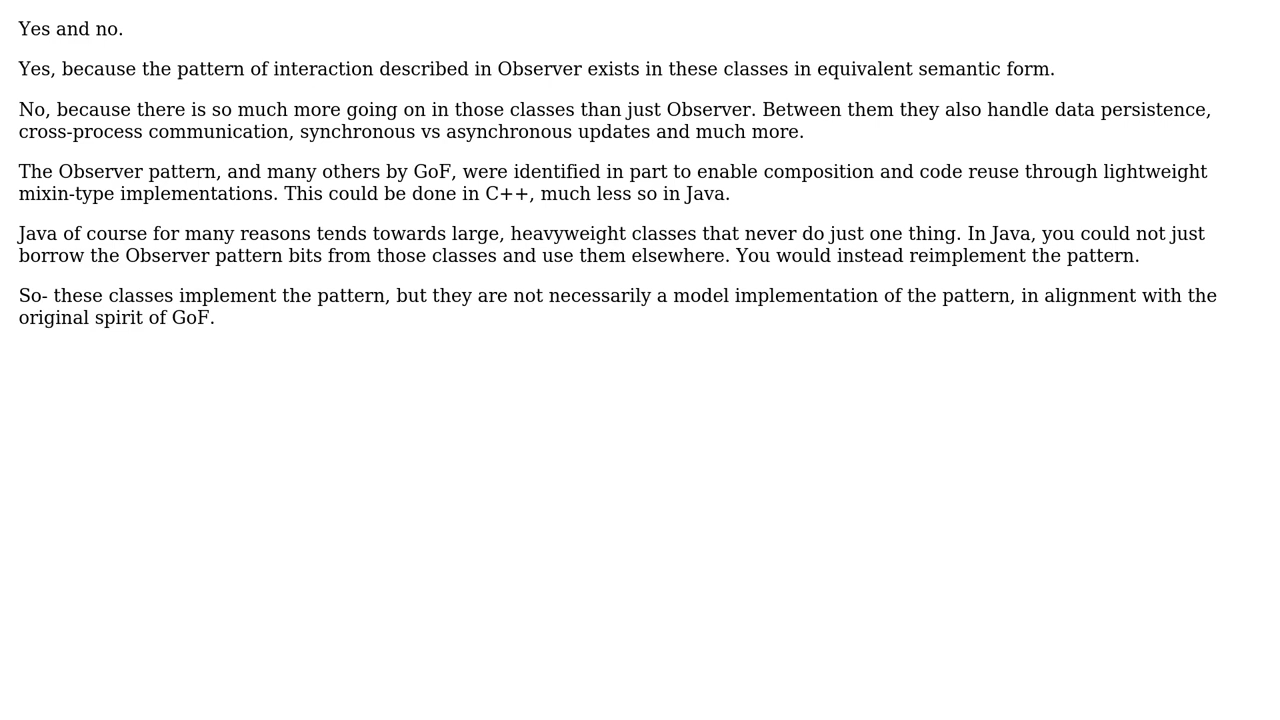 Yes and no.
Yes, because the pattern of interaction described in Observer exists in these classes in equivalent semantic form.
No, because there is so much more going on in those classes than just Observer. Between them they also handle data persistence,
cross-process communication, synchronous vs asynchronous updates and much more.
The Observer pattern, and many others by GoF, were identified in part to enable composition and code reuse through lightweight
mixin-type implementations. This could be done in C++, much less so in Java.
Java of course for many reasons tends towards large, heavyweight classes that never do just one thing. In Java, you could not just
borrow the Observer pattern bits from those classes and use them elsewhere. You would instead reimplement the pattern.
So- these classes implement the pattern, but they are not necessarily a model implementation of the pattern, in alignment with the
original spirit of GoF.